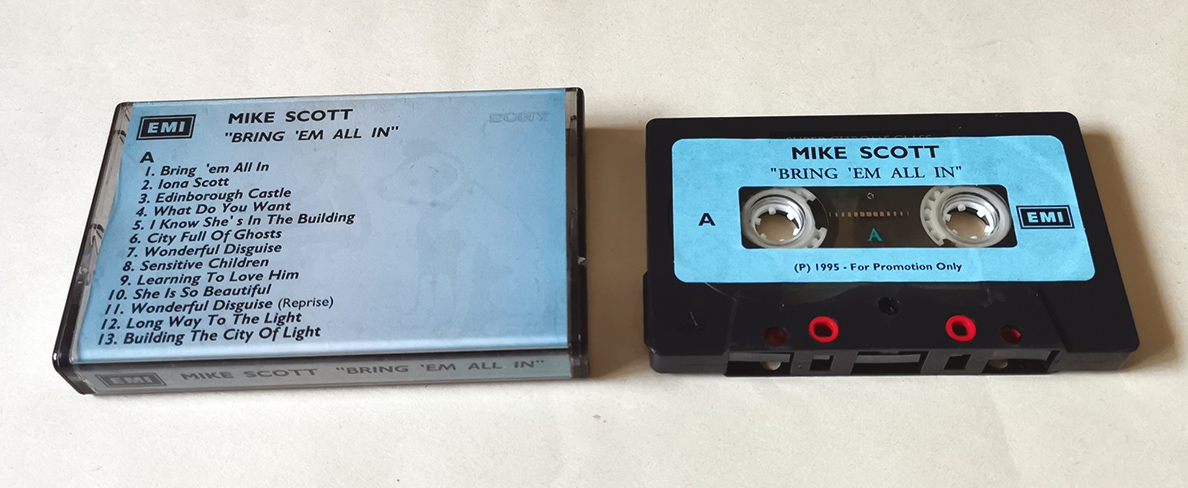 EMI
MIKE SCOTT
"BRING 'EM ALL IN"
SONY
A
1. Bring 'em All In
2. Iona Scott
3. Edinborough Castle
4. What Do You Want
5. I Know She's In The Building
6. City Full Of Ghosts
7. Wonderful Disguise
8. Sensitive Children
9. Learning To Love Him
10. She Is So Beautiful
11. Wonderful Disguise (Reprise)
12. Long Way To The Light
13. Building The City Of Light
EMI MIKE SCOTT "BRING 'EM ALL IN"
SUPER CHROME CLASS
MIKE SCOTT
"BRING 'EM ALL IN"
A
EMI
A
(P) 1995 - For Promotion Only